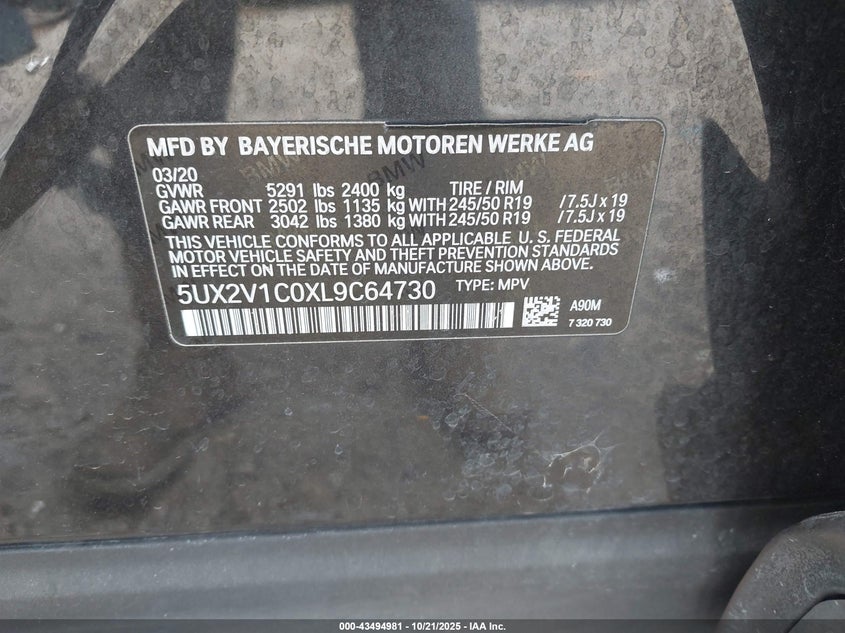 MFD BY BAYERISCHE MOTOREN WERKE AG
03/20
GVWR 5291 lbs 2400 kg TIRE / RIM
GAWR FRONT 2502 lbs 1135 kg WITH 245/50 R19 /7.5J x 19
GAWR REAR 3042 lbs 1380 kg WITH 245/50 R19 /7.5J x 19
THIS VEHICLE CONFORMS TO ALL APPLICABLE U. S. FEDERAL
MOTOR VEHICLE SAFETY AND THEFT PREVENTION STANDARDS
IN EFFECT ON THE DATE OF MANUFACTURE SHOWN ABOVE.
5UX2V1C0XL9C64730 TYPE: MPV
A90M
7 320 730
BMW BMW BMW
000-43494981 - 10/21/2025 - IAA Inc.